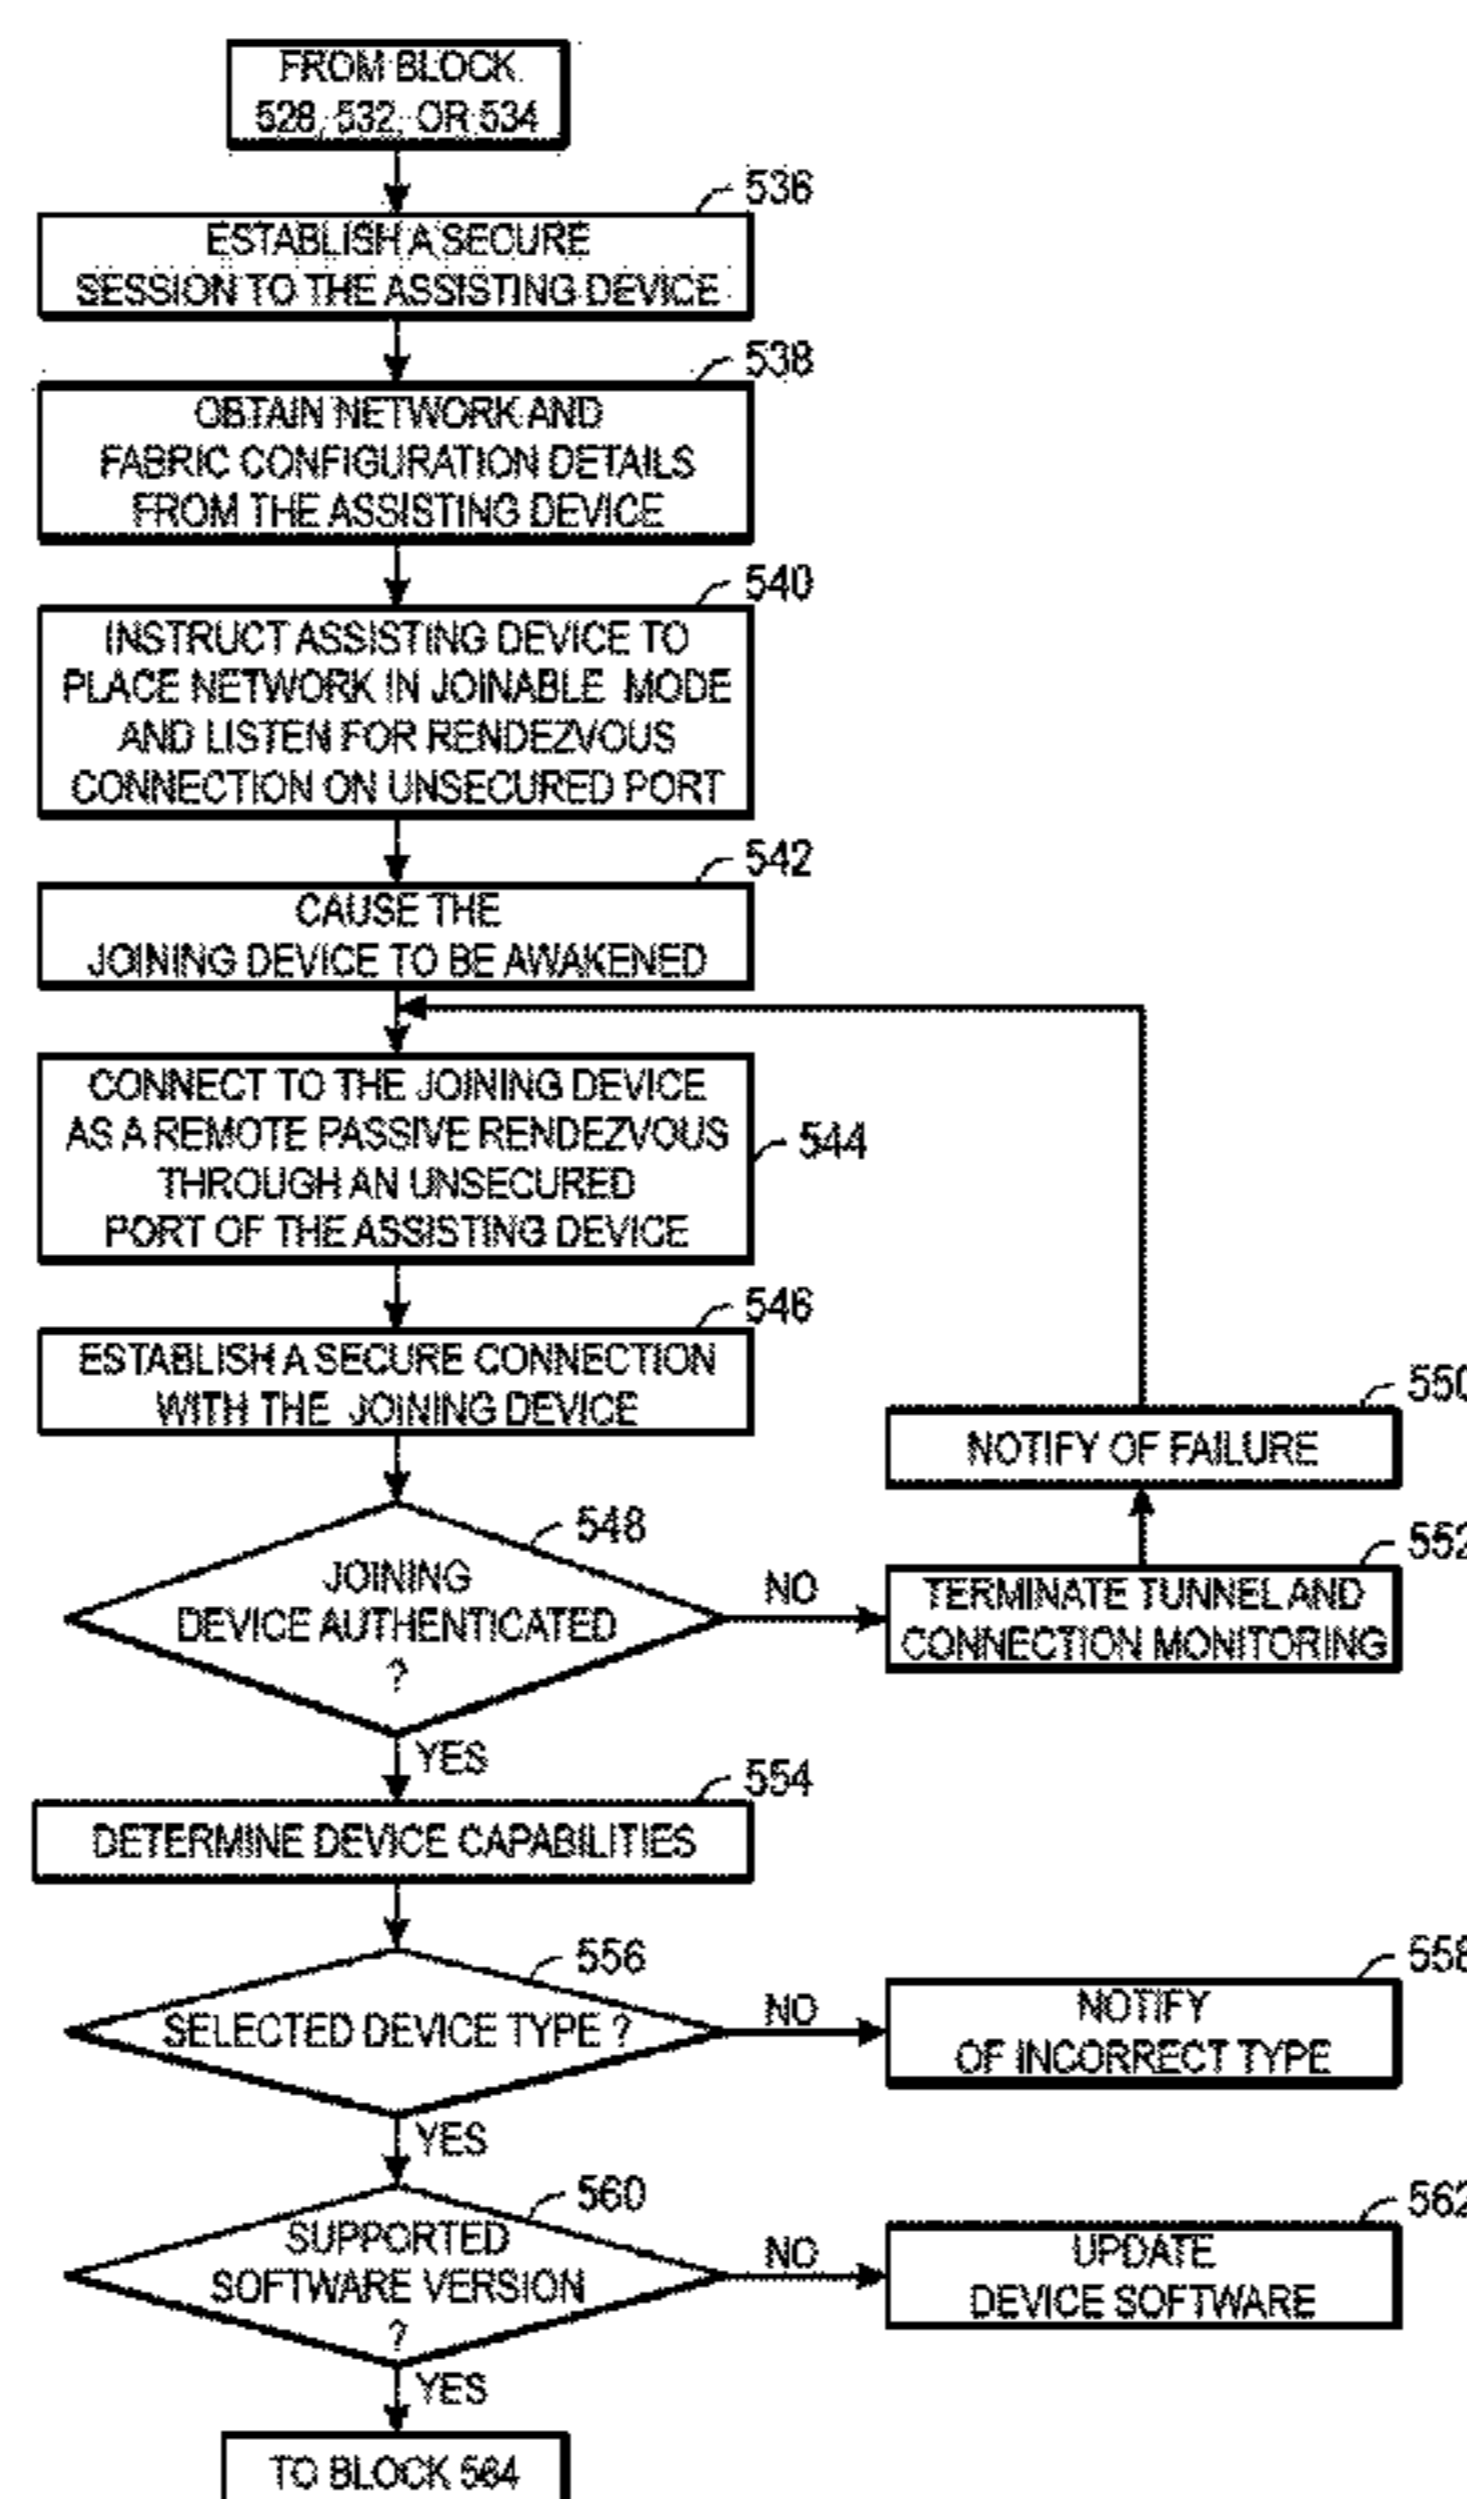 FROM BLOCK
528, 532, OR 534
536
ESTABLISH A SECURE
SESSION TO THE ASSISTING DEVICE
538
OBTAIN NETWORK AND
FABRIC CONFIGURATION DETAILS
FROM THE ASSISTING DEVICE
540
INSTRUCT ASSISTING DEVICE TO
PLACE NETWORK IN JOINABLE MODE
AND LISTEN FOR RENDEZVOUS
CONNECTION ON UNSECURED PORT
542
CAUSE THE
JOINING DEVICE TO BE AWAKENED
CONNECT TO THE JOINING DEVICE
AS A REMOTE PASSIVE RENDEZVOUS
THROUGH AN UNSECURED
PORT OF THE ASSISTING DEVICE
544
546
ESTABLISH A SECURE CONNECTION
WITH THE JOINING DEVICE
550
NOTIFY OF FAILURE
548
JOINING
DEVICE AUTHENTICATED
?
NO
552
TERMINATE TUNNEL AND
CONNECTION MONITORING
YES
554
DETERMINE DEVICE CAPABILITIES
556
SELECTED DEVICE TYPE ?
NO
558
NOTIFY
OF INCORRECT TYPE
YES
560
SUPPORTED
SOFTWARE VERSION
?
NO
562
UPDATE
DEVICE SOFTWARE
YES
TO BLOCK 564